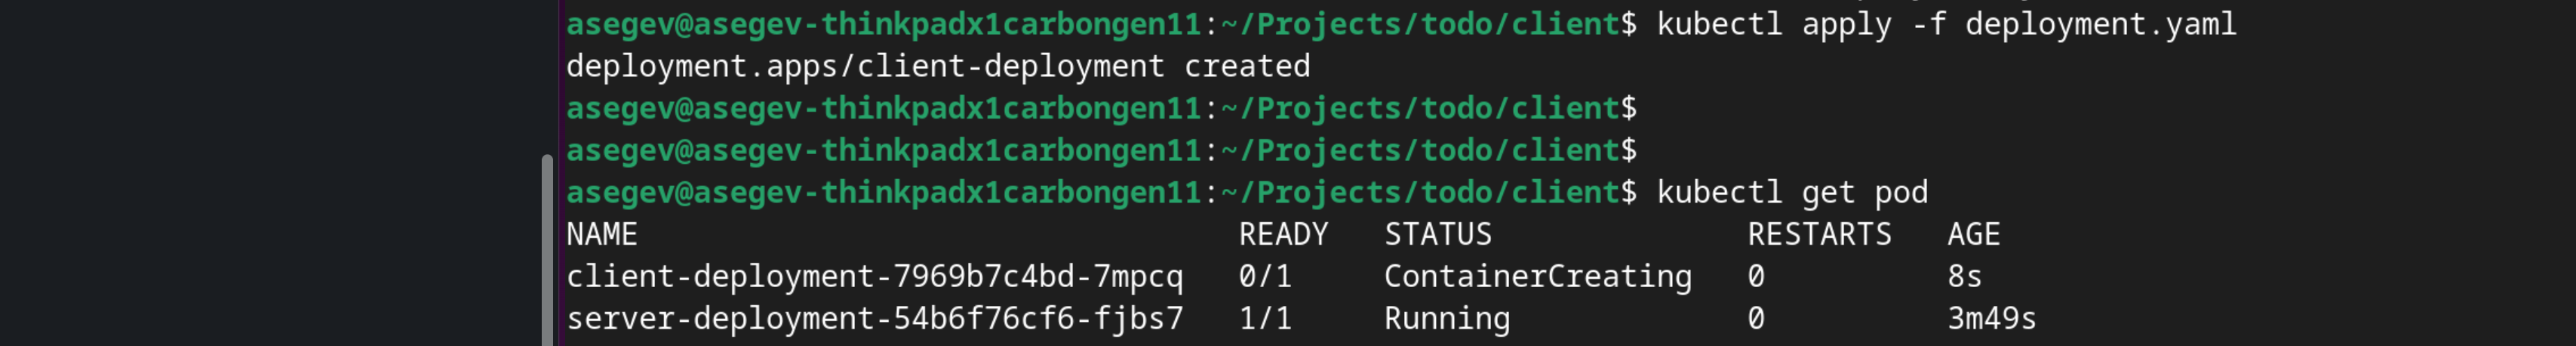 asegev@asegev-thinkpadx1carbongen11:~/Projects/todo/client$ kubectl apply -f deployment.yaml
deployment.apps/client-deployment created
asegev@asegev-thinkpadx1carbongen11:~/Projects/todo/client$
asegev@asegev-thinkpadx1carbongen11:~/Projects/todo/client$
asegev@asegev-thinkpadx1carbongen11:~/Projects/todo/client$ kubectl get pod
NAME                                 READY   STATUS              RESTARTS   AGE
client-deployment-7969b7c4bd-7mpcq   0/1     ContainerCreating   0          8s
server-deployment-54b6f76cf6-fjbs7   1/1     Running             0          3m49s